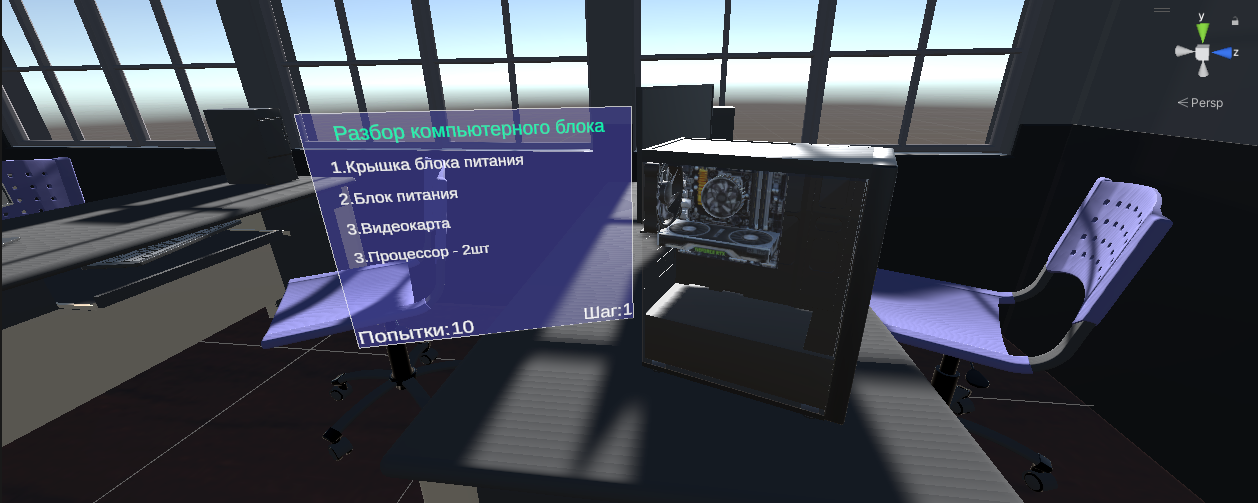 Разбор компьютерного блока
1.Крышка блока питания
2.Блок питания
3.Видеокарта
3.Процессор - 2шт
Попытки:10
Шаг:1
y
z
Persp